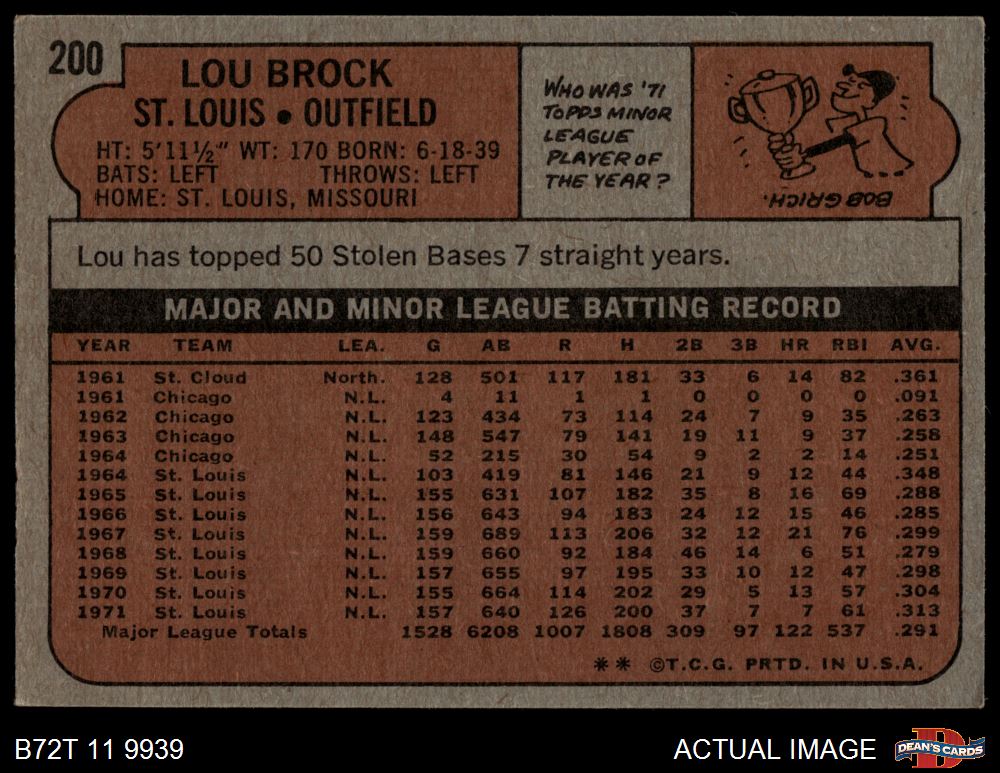 200
LOU BROCK
ST. LOUIS • OUTFIELD
HT: 5'11½" WT: 170 BORN: 6-18-39
BATS: LEFT THROWS: LEFT
HOME: ST. LOUIS, MISSOURI
WHO WAS '71
TOPPS MINOR
LEAGUE
PLAYER OF
THE YEAR?
BOB GRICH.
Lou has topped 50 Stolen Bases 7 straight years.
MAJOR AND MINOR LEAGUE BATTING RECORD
YEAR TEAM LEA. G AB R H 2B 3B HR RBI AVG.
1961 St. Cloud North. 128 501 117 181 33 6 14 82 .361
1961 Chicago N.L. 4 11 1 1 0 0 0 0 .091
1962 Chicago N.L. 123 434 73 114 24 7 9 35 .263
1963 Chicago N.L. 148 547 79 141 19 11 9 37 .258
1964 Chicago N.L. 52 215 30 54 9 2 2 14 .251
1964 St. Louis N.L. 103 419 81 146 21 9 12 44 .348
1965 St. Louis N.L. 155 631 107 182 35 8 16 69 .288
1966 St. Louis N.L. 156 643 94 183 24 12 15 46 .285
1967 St. Louis N.L. 159 689 113 206 32 12 21 76 .299
1968 St. Louis N.L. 159 660 92 184 46 14 6 51 .279
1969 St. Louis N.L. 157 655 97 195 33 10 12 47 .298
1970 St. Louis N.L. 155 664 114 202 29 5 13 57 .304
1971 St. Louis N.L. 157 640 126 200 37 7 7 61 .313
Major League Totals 1528 6208 1007 1808 309 97 122 537 .291
** ©T.C.G. PRTD. IN U.S.A.
B72T 11 9939
ACTUAL IMAGE
D
DEAN'S CARDS